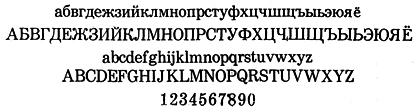 абвгдежзийклмнопрстуфхцчшщъыьэюяё
АБВГДЕЖЗИЙКЛМНОПРСТУФХЦЧШЩЪЫЬЭЮЯЁ
abcdefghijklmnopqrstuvwxyz
ABCDEFGHIJKLMNOPQRSTUVWXYZ
1234567890